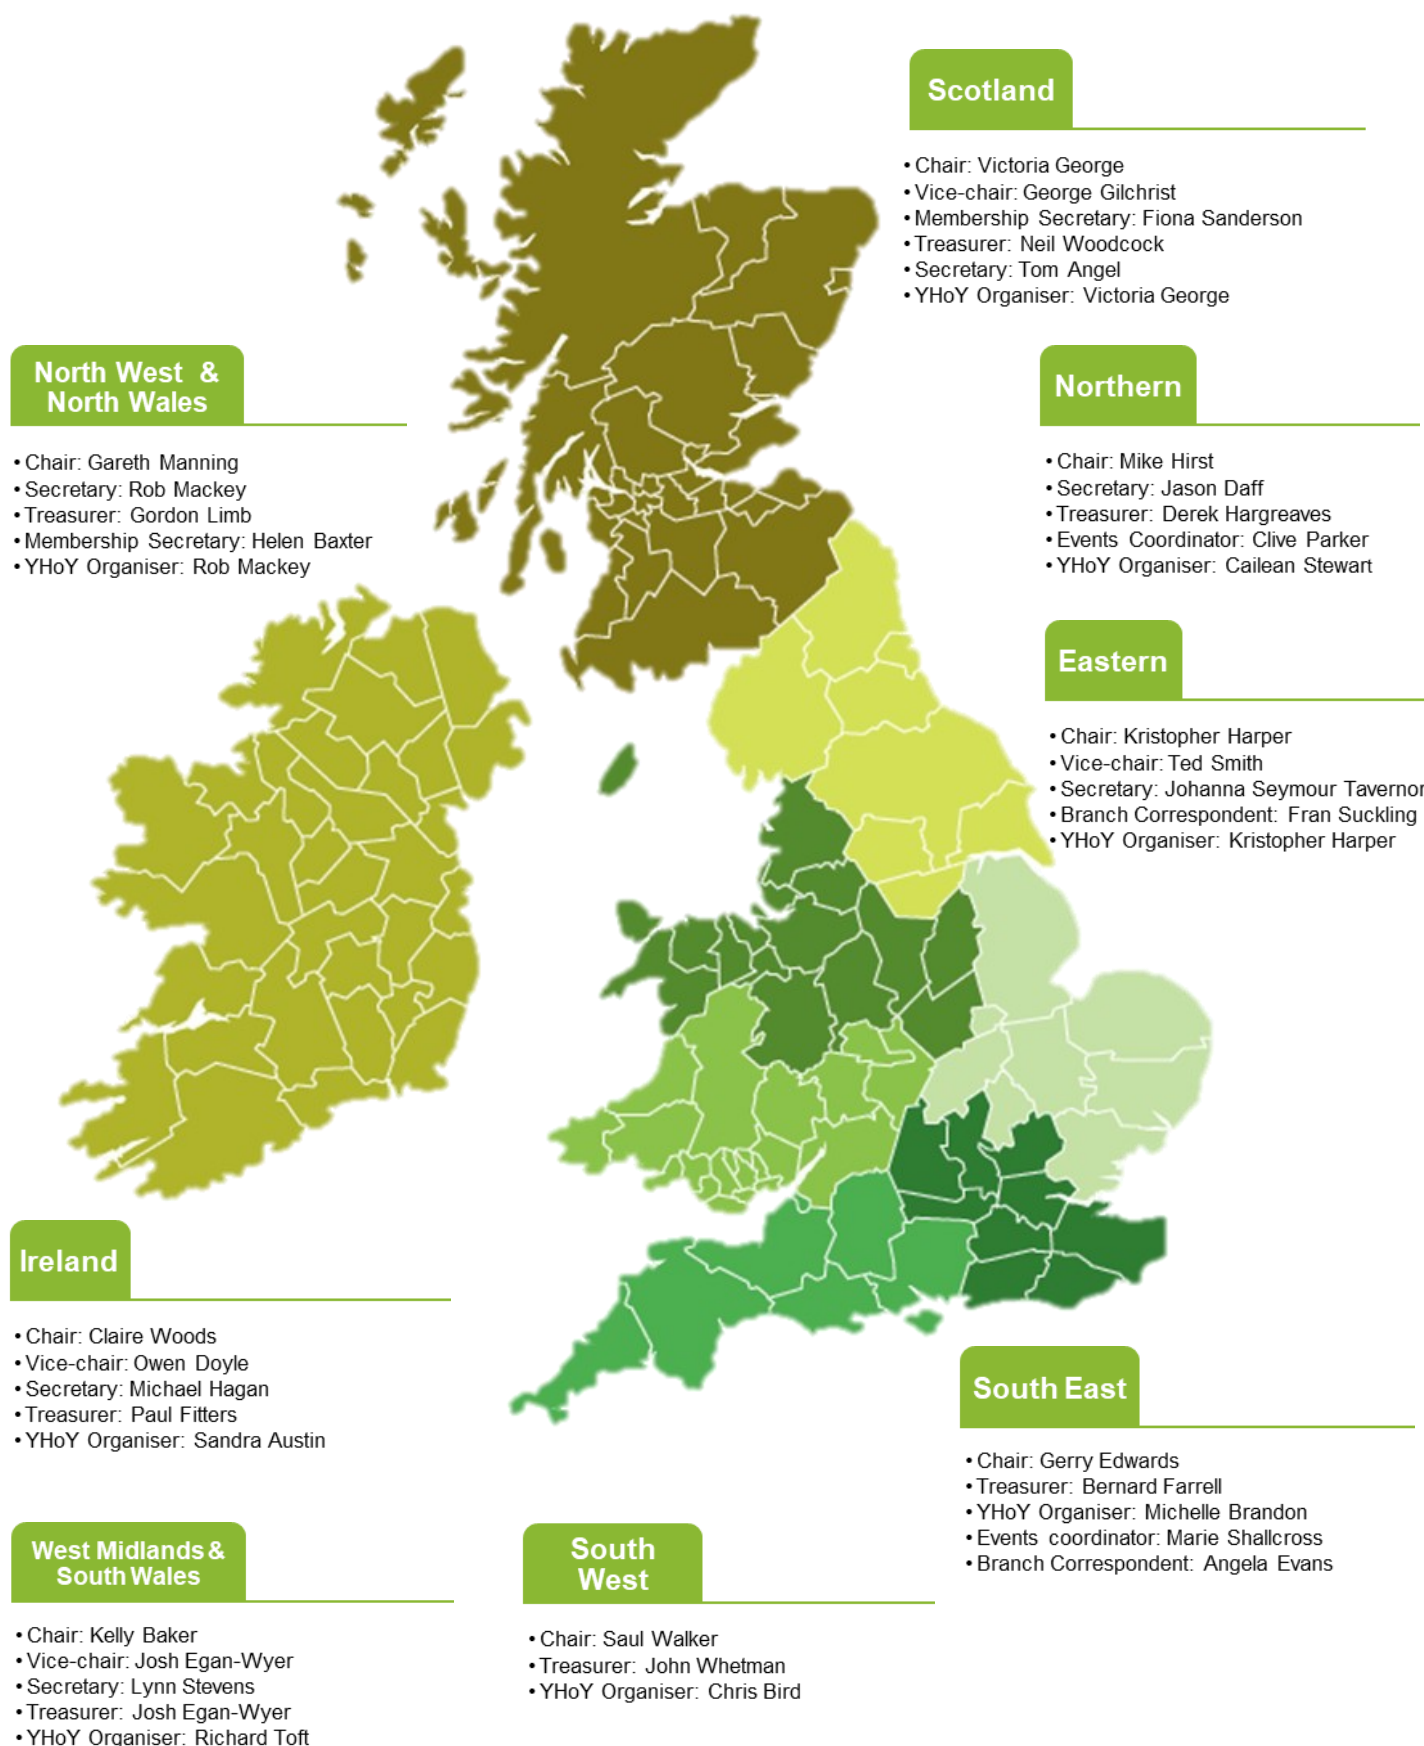 Scotland
• Chair: Victoria George
• Vice-chair: George Gilchrist
• Membership Secretary: Fiona Sanderson
• Treasurer: Neil Woodcock
• Secretary: Tom Angel
• YHoY Organiser: Victoria George
North West &
North Wales
• Chair: Gareth Manning
• Secretary: Rob Mackey
• Treasurer: Gordon Limb
• Membership Secretary: Helen Baxter
• YHoY Organiser: Rob Mackey
Northern
• Chair: Mike Hirst
• Secretary: Jason Daff
• Treasurer: Derek Hargreaves
• Events Coordinator: Clive Parker
• YHoY Organiser: Cailean Stewart
Eastern
• Chair: Kristopher Harper
• Vice-chair: Ted Smith
• Secretary: Johanna Seymour Tavernor
• Branch Correspondent: Fran Suckling
• YHoY Organiser: Kristopher Harper
Ireland
• Chair: Claire Woods
• Vice-chair: Owen Doyle
• Secretary: Michael Hagan
• Treasurer: Paul Fitters
• YHoY Organiser: Sandra Austin
South East
• Chair: Gerry Edwards
• Treasurer: Bernard Farrell
• YHoY Organiser: Michelle Brandon
• Events coordinator: Marie Shallcross
• Branch Correspondent: Angela Evans
West Midlands &
South Wales
• Chair: Kelly Baker
• Vice-chair: Josh Egan-Wyer
• Secretary: Lynn Stevens
• Treasurer: Josh Egan-Wyer
• YHoY Organiser: Richard Toft
South
West
• Chair: Saul Walker
• Treasurer: John Whetman
• YHoY Organiser: Chris Bird